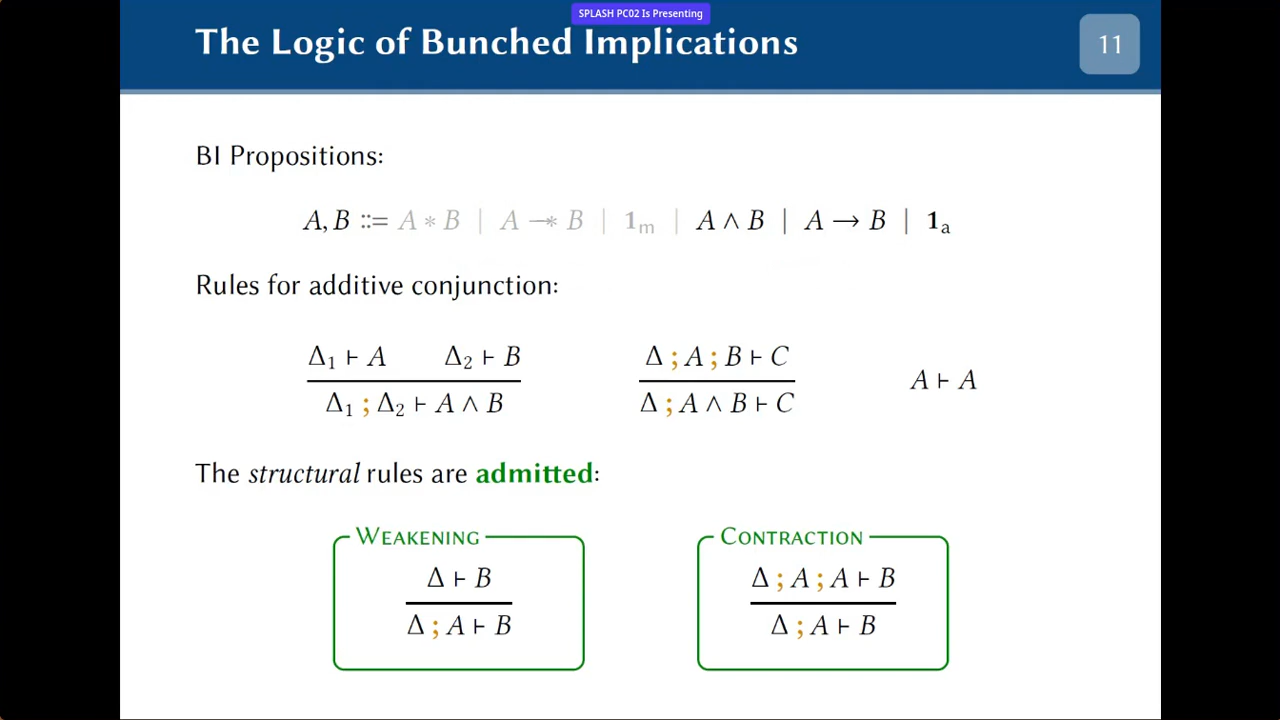 SPLASH PC02 Is Presenting
The Logic of Bunched Implications
11
BI Propositions:
A, B ::= A ∗ B | A −∗ B | 1m | A ∧ B | A → B | 1a
Rules for additive conjunction:
Δ1 ⊢ A Δ2 ⊢ B
Δ1 ; Δ2 ⊢ A ∧ B
Δ ; A ; B ⊢ C
Δ ; A ∧ B ⊢ C
A ⊢ A
The structural rules are admitted:
WEAKENING
Δ ⊢ B
Δ ; A ⊢ B
CONTRACTION
Δ ; A ; A ⊢ B
Δ ; A ⊢ B